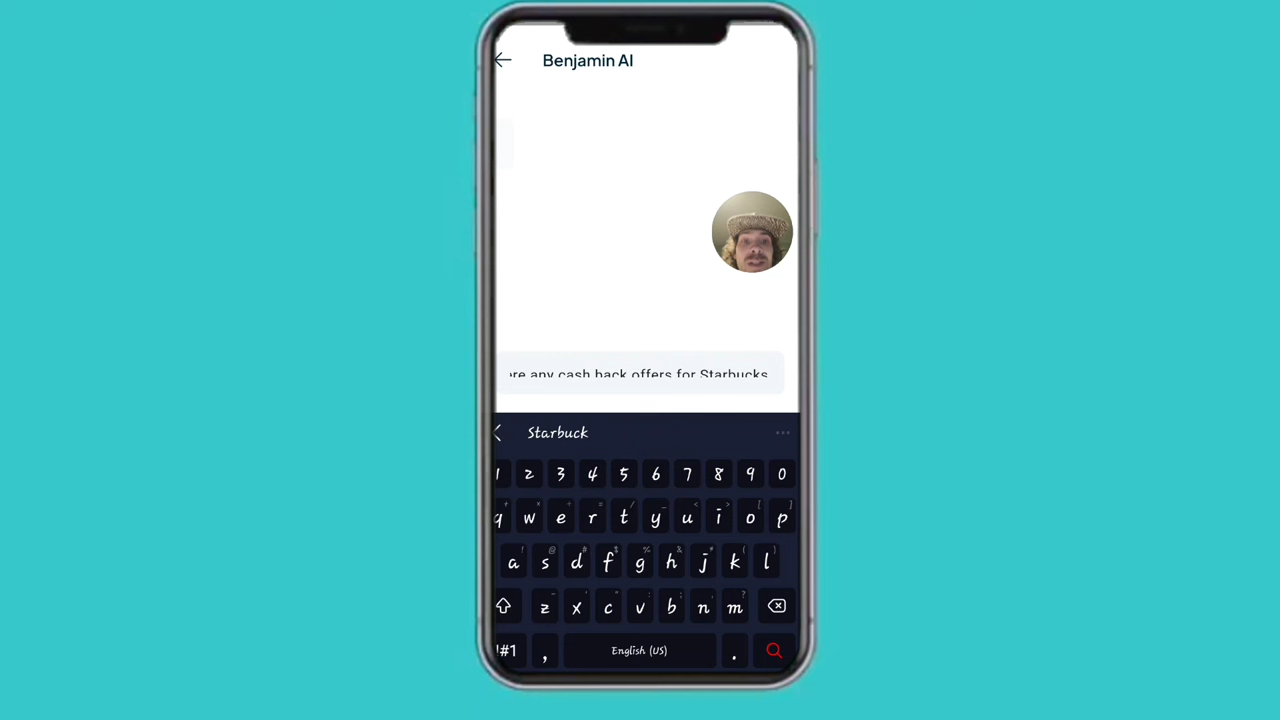 Benjamin AI
ere any cash back offers for Starbucks
Starbuck
1 2 3 4 5 6 7 8 9 0
q w e r t y u i o p
a s d f g h j k l
z x c v b n m
!#1 , English (US) .